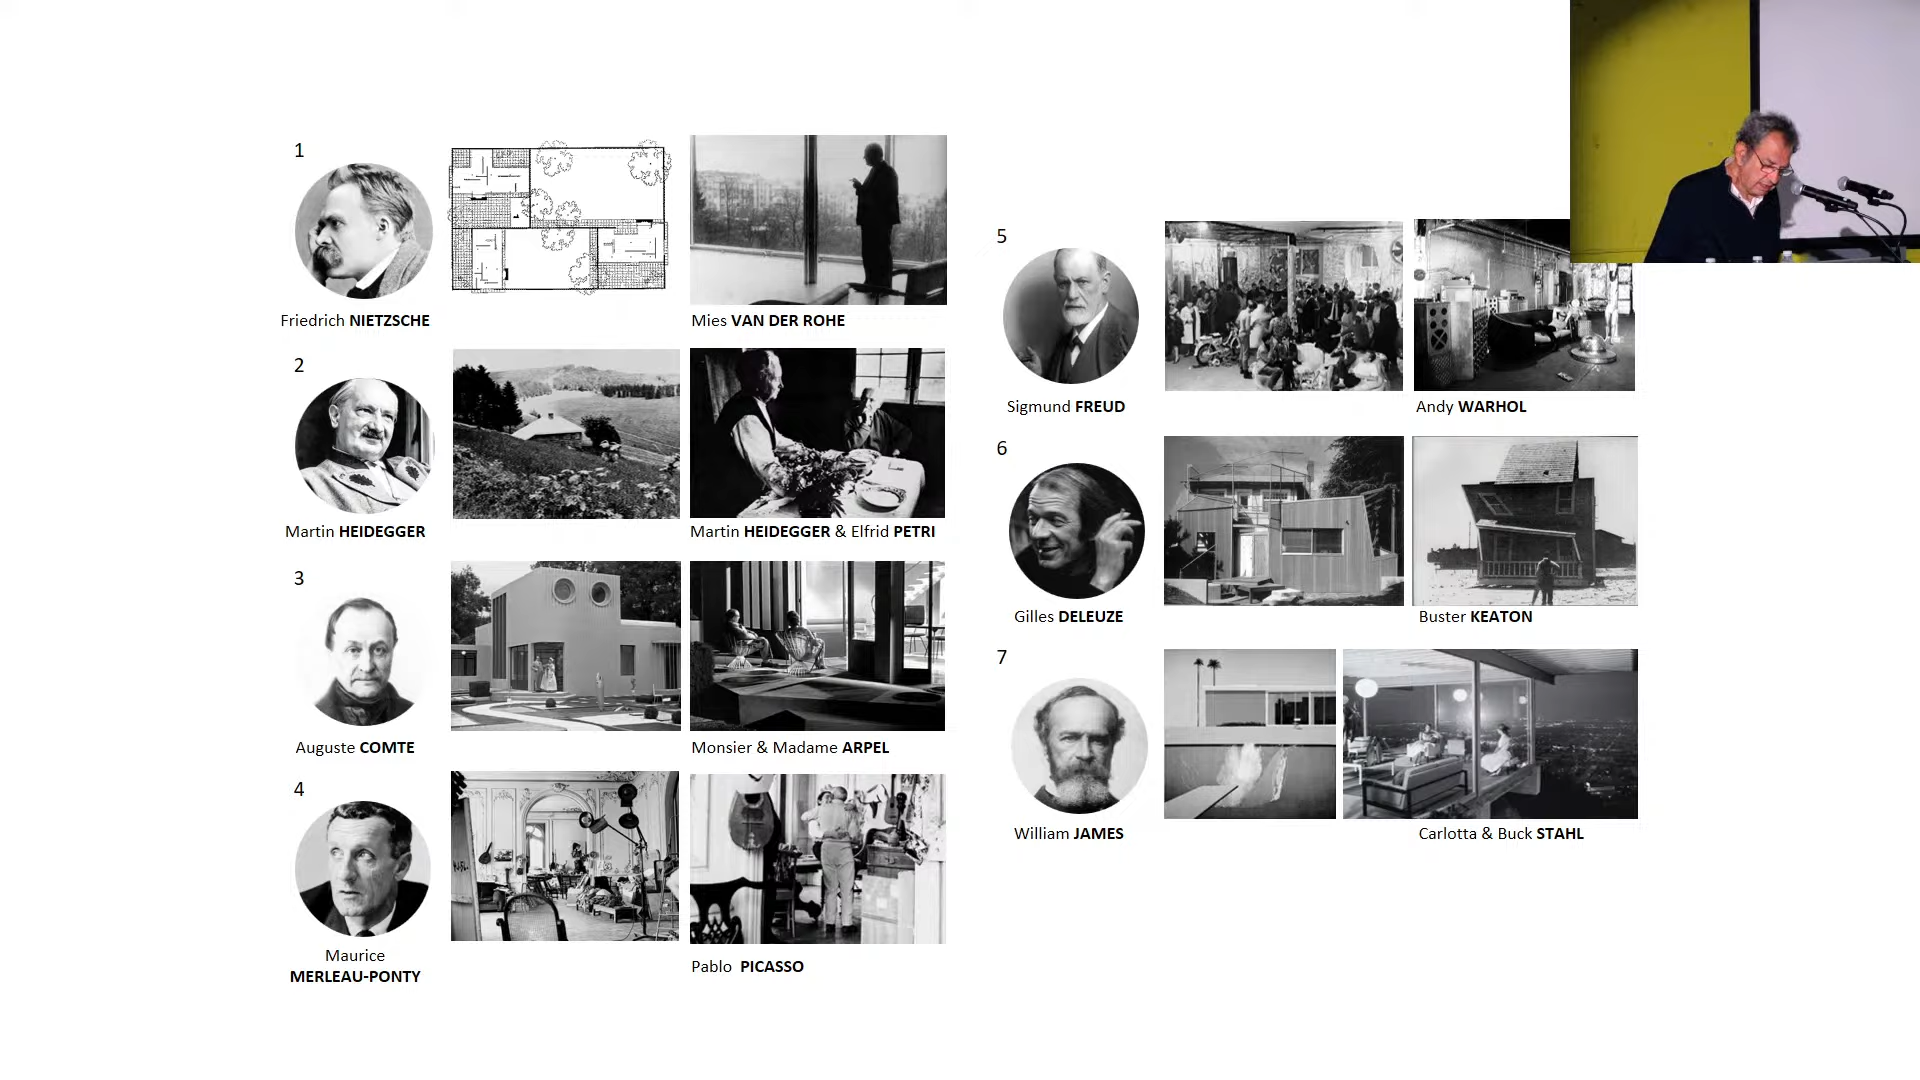 1
Friedrich NIETZSCHE
Mies VAN DER ROHE
2
Martin HEIDEGGER
Martin HEIDEGGER & Elfrid PETRI
3
Auguste COMTE
Monsier & Madame ARPEL
4
Maurice
MERLEAU-PONTY
Pablo PICASSO
5
Sigmund FREUD
Andy WARHOL
6
Gilles DELEUZE
Buster KEATON
7
William JAMES
Carlotta & Buck STAHL